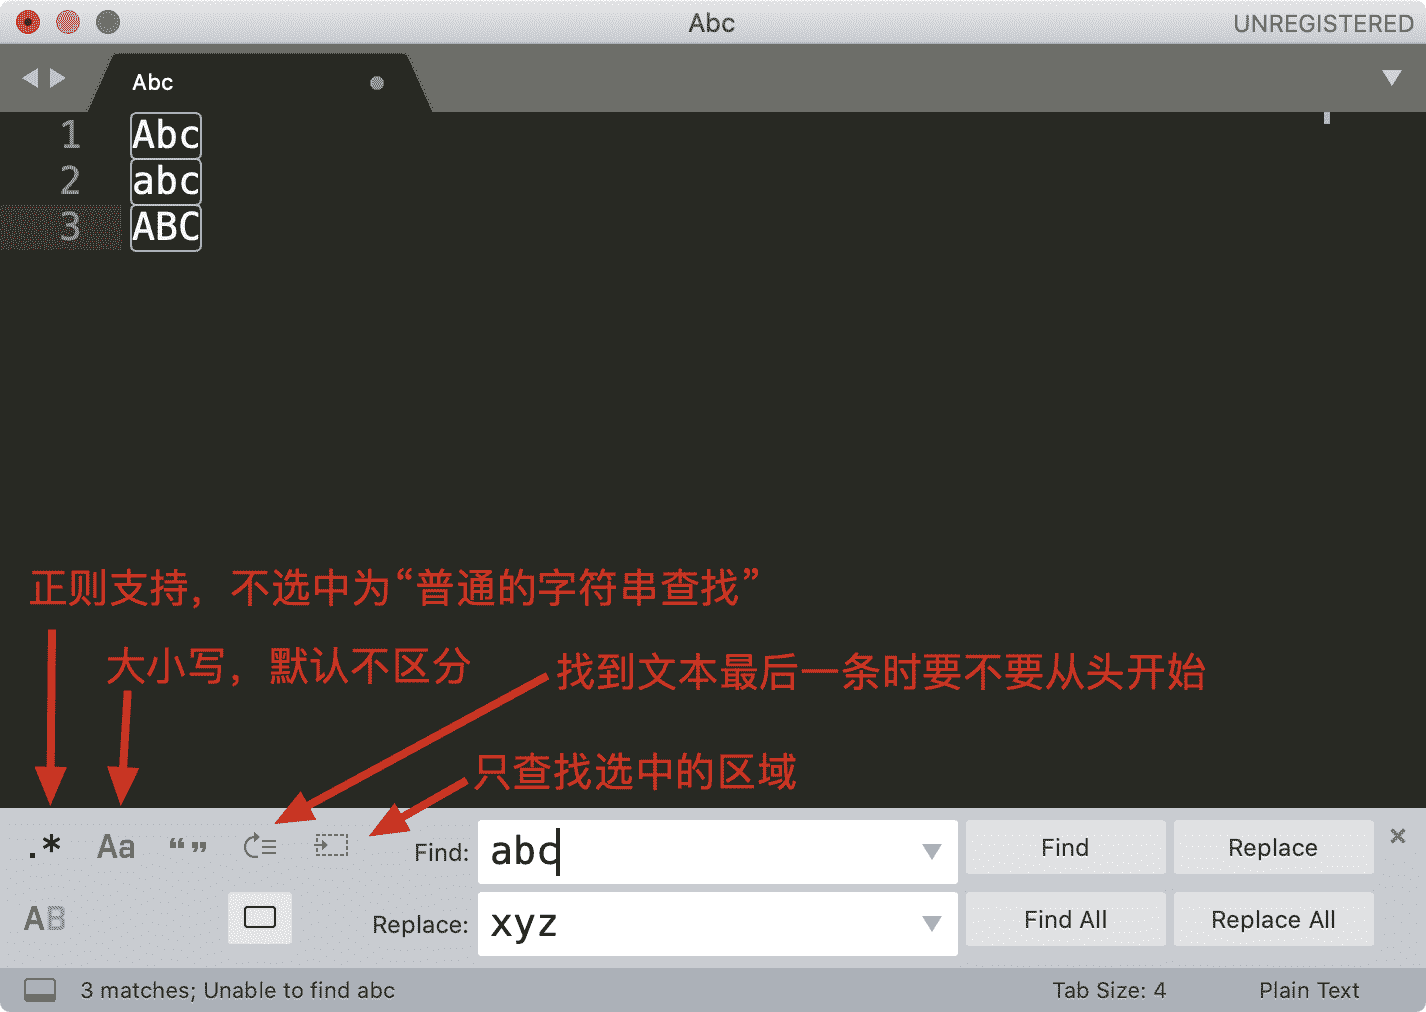 Abc
UNREGISTERED
Abc
1 Abc
2 abc
3 ABC
正则支持，不选中为“普通的字符串查找”
大小写，默认不区分
找到文本最后一条时要不要从头开始
只查找选中的区域
.* Aa “” Find: abc Find Replace
AB Replace: xyz Find All Replace All
3 matches; Unable to find abc Tab Size: 4 Plain Text